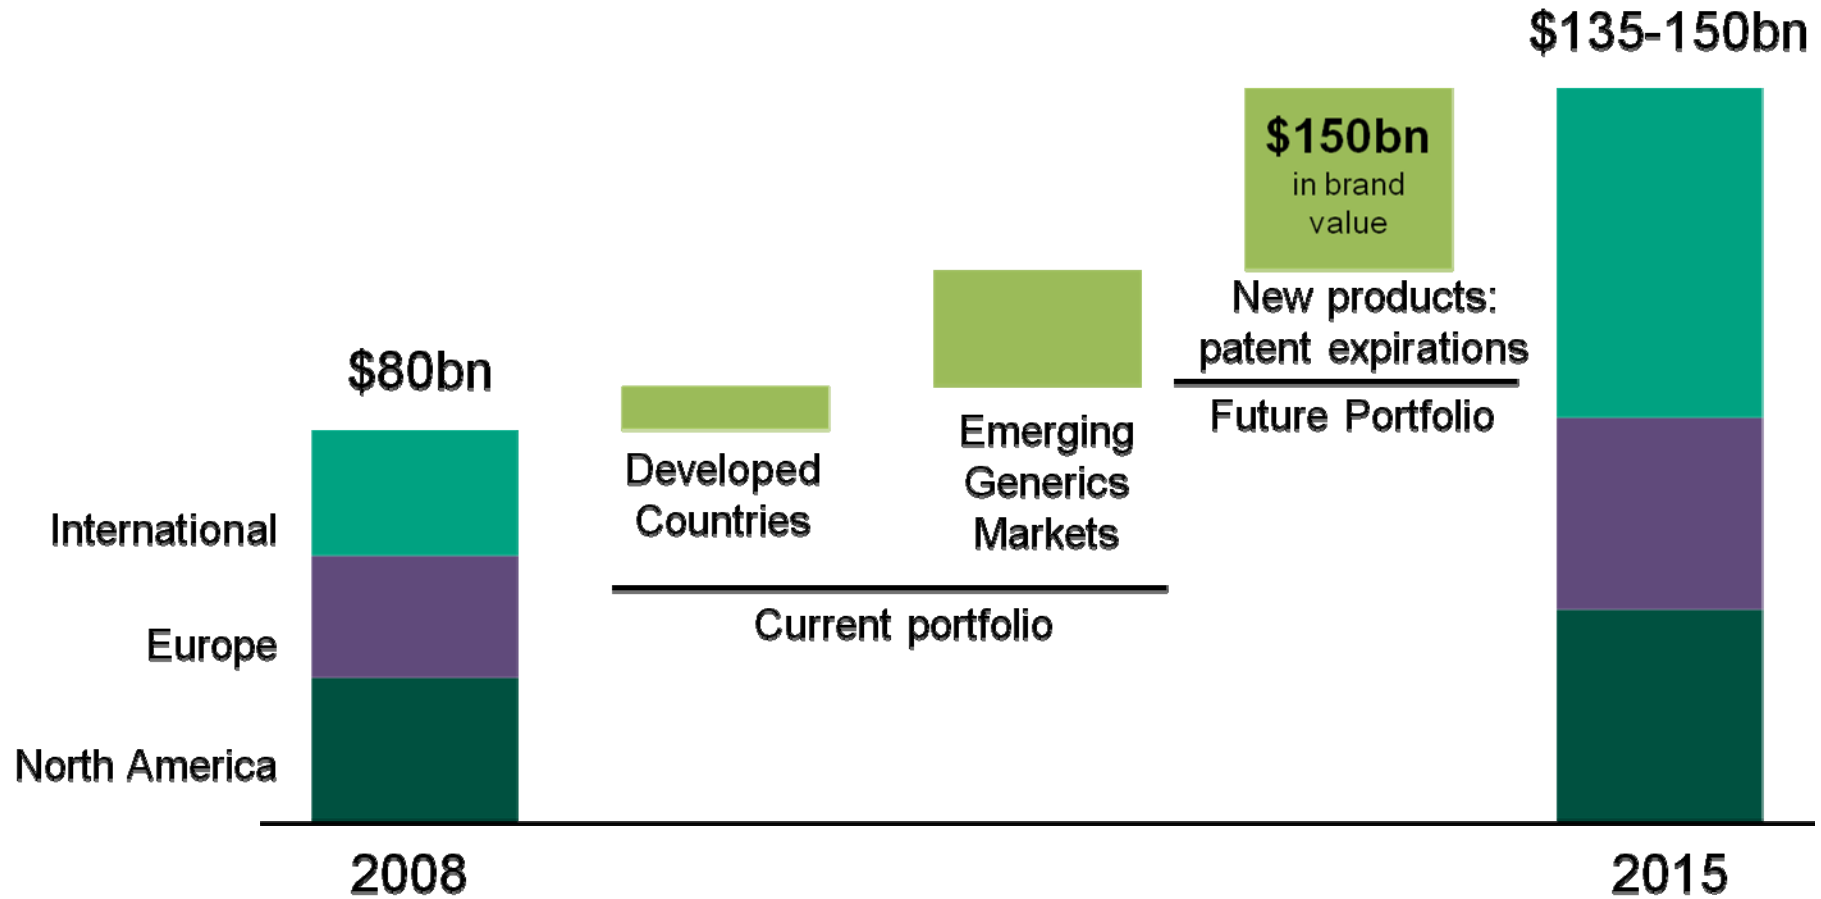 $135-150bn
$150bn
in brand
value
New products:
patent expirations
Future Portfolio
$80bn
Emerging
Generics
Markets
Developed
Countries
Current portfolio
International
Europe
North America
2008
2015